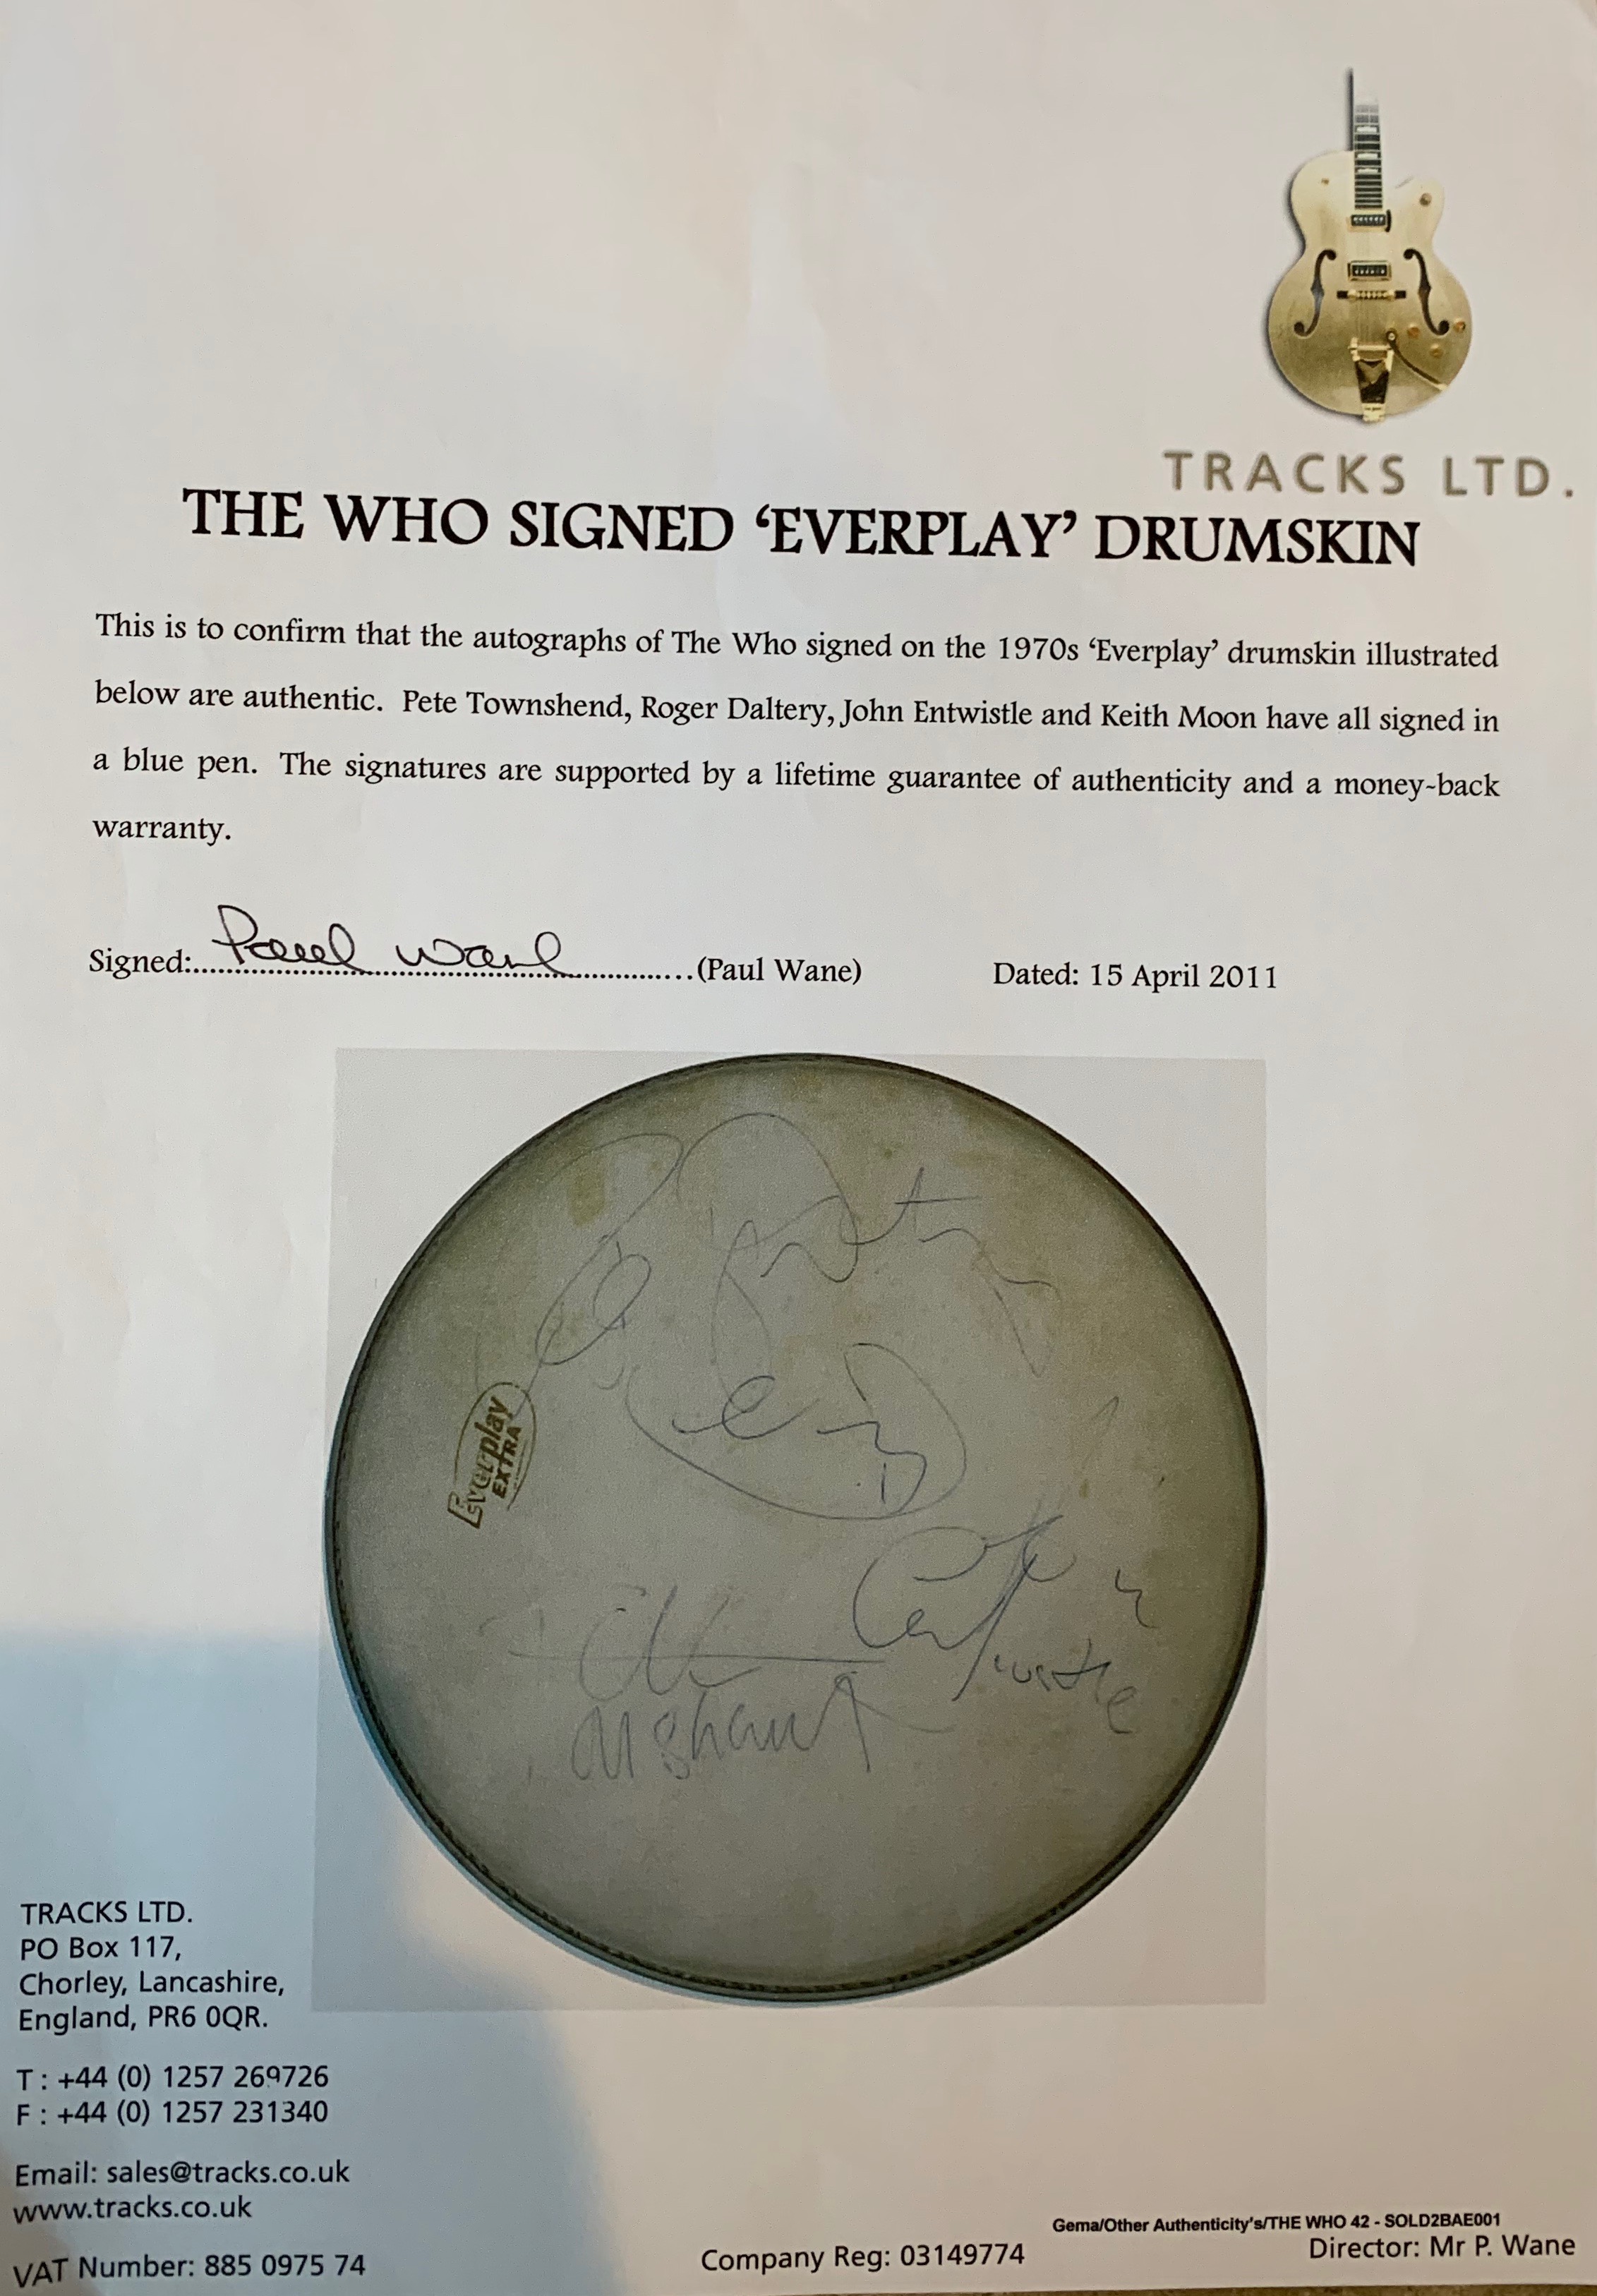 TRACKS LTD.
THE WHO SIGNED ‘EVERPLAY’ DRUMSKIN
This is to confirm that the autographs of The Who signed on the 1970s ‘Everplay’ drumskin illustrated
below are authentic. Pete Townshend, Roger Daltery, John Entwistle and Keith Moon have all signed in
a blue pen. The signatures are supported by a lifetime guarantee of authenticity and a money-back
warranty.
Signed: Paul Wane (Paul Wane) Dated: 15 April 2011
Everplay
EXTRA
TRACKS LTD.
PO Box 117,
Chorley, Lancashire,
England, PR6 0QR.
T : +44 (0) 1257 269726
F : +44 (0) 1257 231340
Email: sales@tracks.co.uk
www.tracks.co.uk
VAT Number: 885 0975 74
Company Reg: 03149774
Gema/Other Authenticity's/THE WHO 42 - SOLD2BAE001
Director: Mr P. Wane